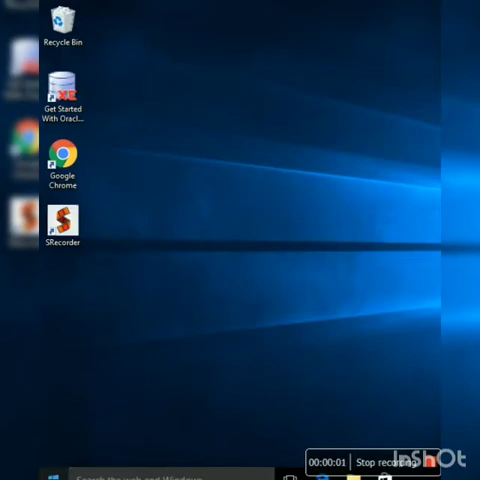 Recycle Bin
Get Started
With Oracl...
Google
Chrome
SRecorder
00:00:01
Stop recording
InShOt
Search the web and Windows